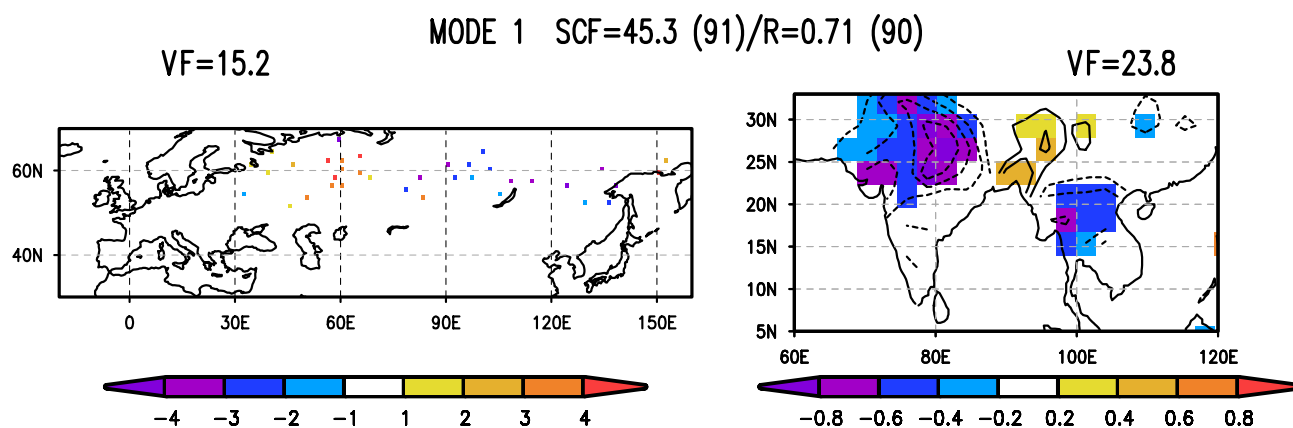 MODE 1 SCF=45.3 (91)/R=0.71 (90)
VF=15.2
VF=23.8
60N
40N
0 30E 60E 90E 120E 150E
30N
25N
20N
15N
10N
5N
60E 80E 100E 120E
-4 -3 -2 -1 1 2 3 4
-0.8 -0.6 -0.4 -0.2 0.2 0.4 0.6 0.8